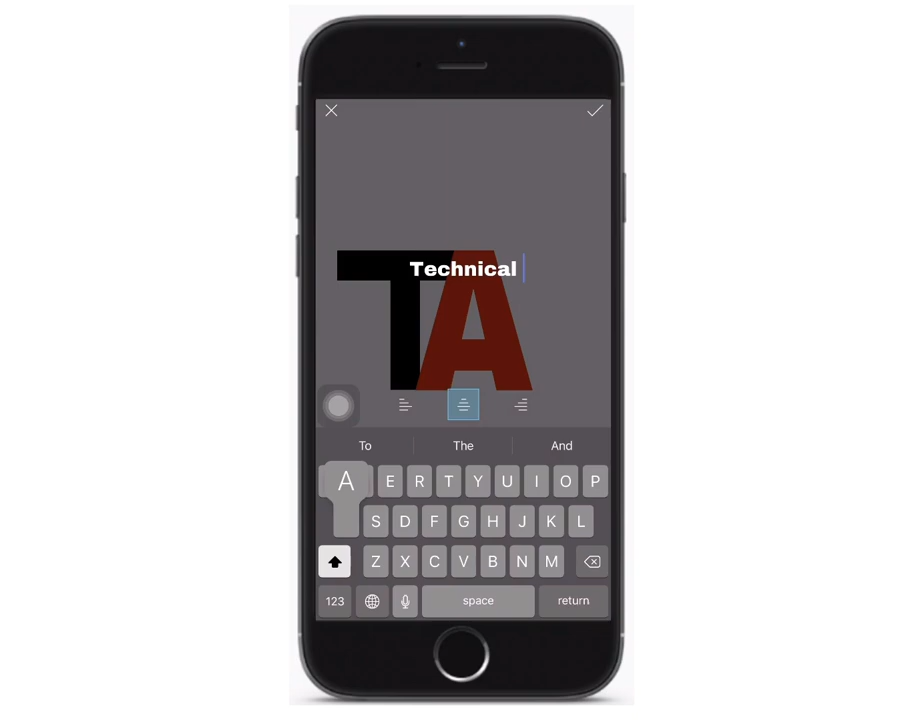 TA
Technical
To The And
A E R T Y U I O P
S D F G H J K L
Z X C V B N M
123 space return